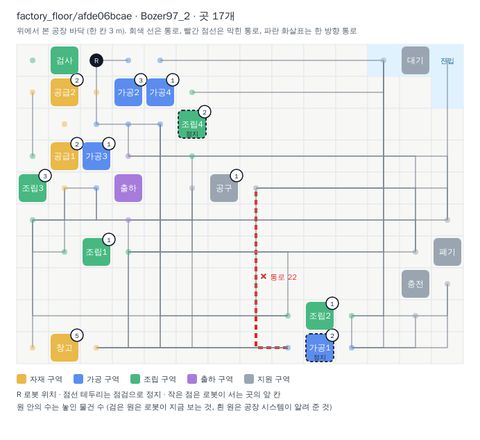 factory_floor/afde06bcae · Bozer97_2 · 곳 17개
위에서 본 공장 바닥 (한 칸 3 m). 회색 선은 통로, 빨간 점선은 막힌 통로, 파란 화살표는 한 방향 통로
검사 R 대기 진입
공급2 2 가공2 3 가공4 1
조립4 2 정지
공급1 2 가공3 1
조립3 3 출하 공구 1
조립1 1 폐기
✖ 통로 22
충전
조립2 1
창고 5 가공1 2 정지
자재 구역 가공 구역 조립 구역 출하 구역 지원 구역
R 로봇 위치 · 점선 테두리는 점검으로 정지 · 작은 점은 로봇이 서는 곳의 앞 칸
원 안의 수는 놓인 물건 수 (검은 원은 로봇이 지금 보는 것, 흰 원은 공장 시스템이 알려 준 것)